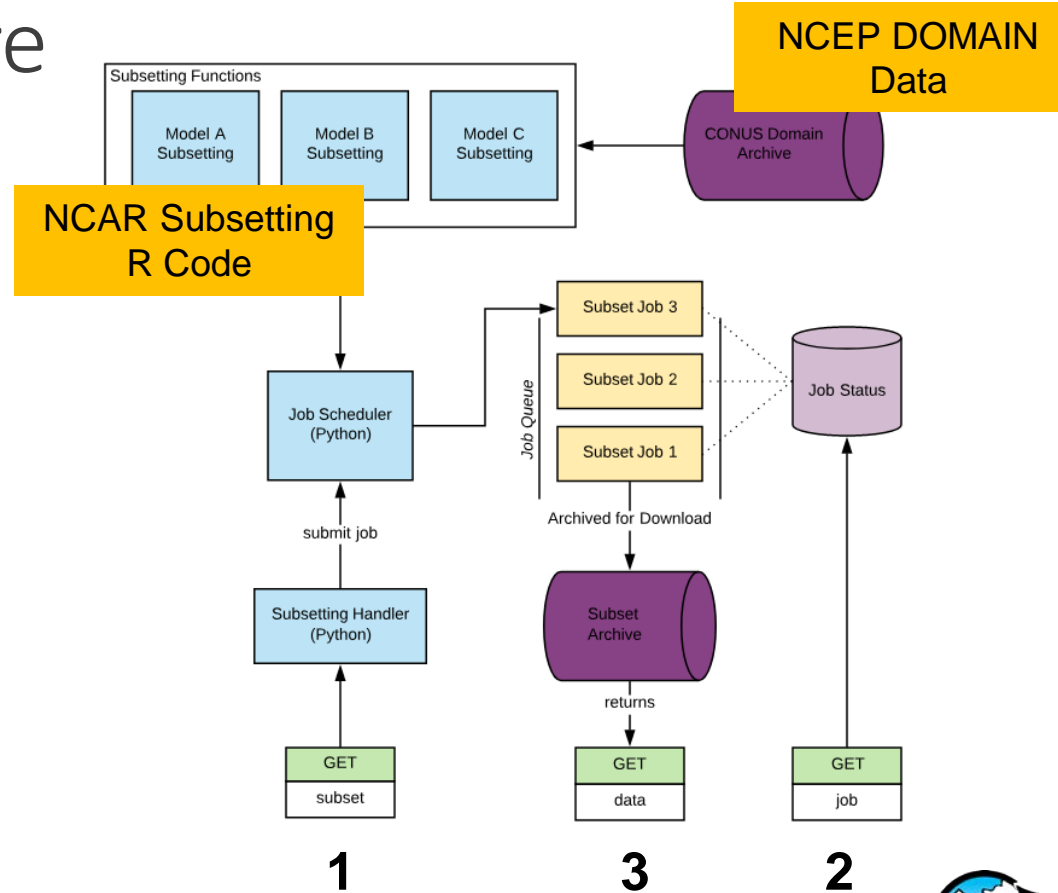 re
NCEP DOMAIN
Data
Subsetting Functions
Model A
Subsetting
Model B
Subsetting
Model C
Subsetting
CONUS Domain
Archive
NCAR Subsetting
R Code
Subset Job 3
Subset Job 2
Subset Job 1
Job Queue
Job Status
Job Scheduler
(Python)
Archived for Download
submit job
Subsetting Handler
(Python)
Subset
Archive
returns
GET
subset
GET
data
GET
job
1
3
2